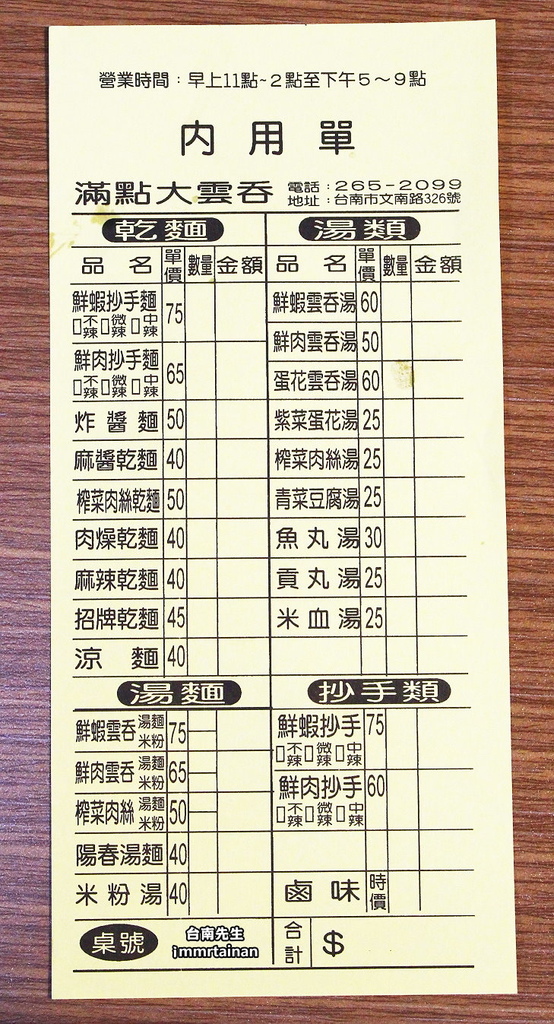 營業時間：早上11點~2點至下午5～9點
內用單
滿點大雲吞
電話：265-2099
地址：台南市文南路326號
乾麵
品名 單價 數量 金額
鮮蝦抄手麵 75
□不辣□微辣□中辣
鮮肉抄手麵 65
□不辣□微辣□中辣
炸醬麵 50
麻醬乾麵 40
榨菜肉絲乾麵 50
肉燥乾麵 40
麻辣乾麵 40
招牌乾麵 45
涼麵 40
湯類
品名 單價 數量 金額
鮮蝦雲吞湯 60
鮮肉雲吞湯 50
蛋花雲吞湯 60
紫菜蛋花湯 25
榨菜肉絲湯 25
青菜豆腐湯 25
魚丸湯 30
貢丸湯 25
米血湯 25
湯麵
鮮蝦雲吞 湯麵 米粉 75
鮮肉雲吞 湯麵 米粉 65
榨菜肉絲 湯麵 米粉 50
陽春湯麵 40
米粉湯 40
抄手類
鮮蝦抄手 75
□不辣□微辣□中辣
鮮肉抄手 60
□不辣□微辣□中辣
鹵味 時價
桌號
台南先生
immrtainan
合計 $